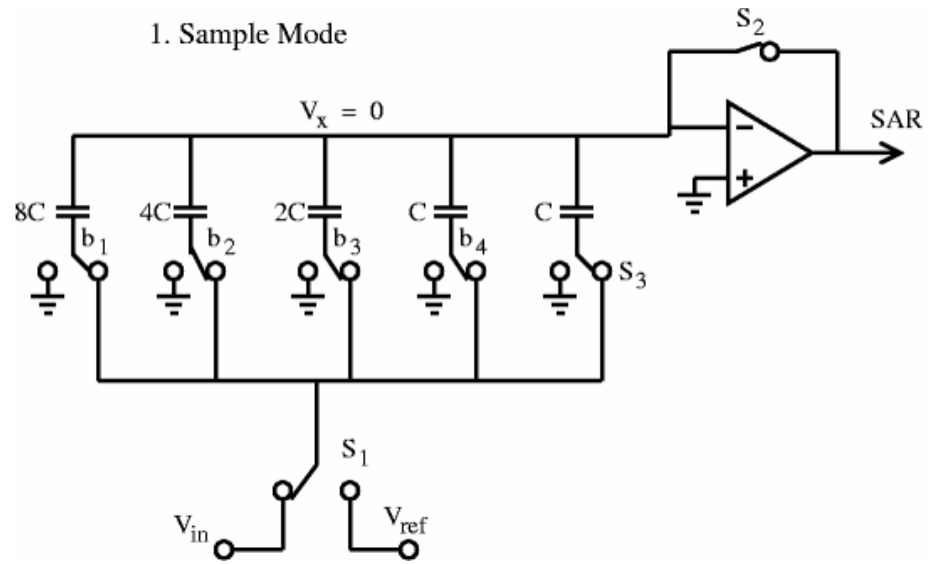 1. Sample Mode
S2
Vx = 0
SAR
8C
4C
2C
C
C
b1
b2
b3
b4
S3
S1
Vin
Vref